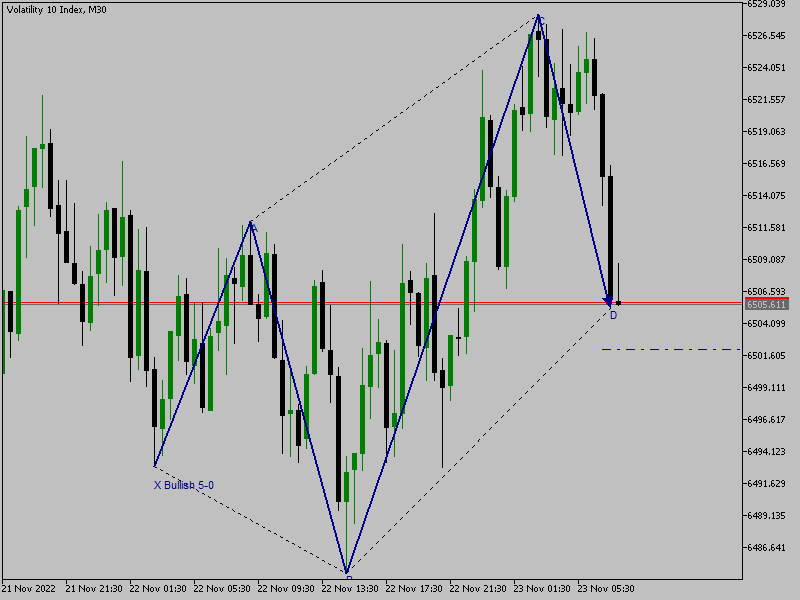 Volatility 10 Index, M30
6529.039
C
6526.545
6524.051
6521.557
6519.063
6516.569
6514.075
A
6511.581
6509.087
6506.593
6505.611
D
6504.099
6501.605
6499.111
6496.617
6494.123
X Bullish 5-0
6491.629
6489.135
6486.641
B
21 Nov 2022 21 Nov 21:30 22 Nov 01:30 22 Nov 05:30 22 Nov 09:30 22 Nov 13:30 22 Nov 17:30 22 Nov 21:30 23 Nov 01:30 23 Nov 05:30